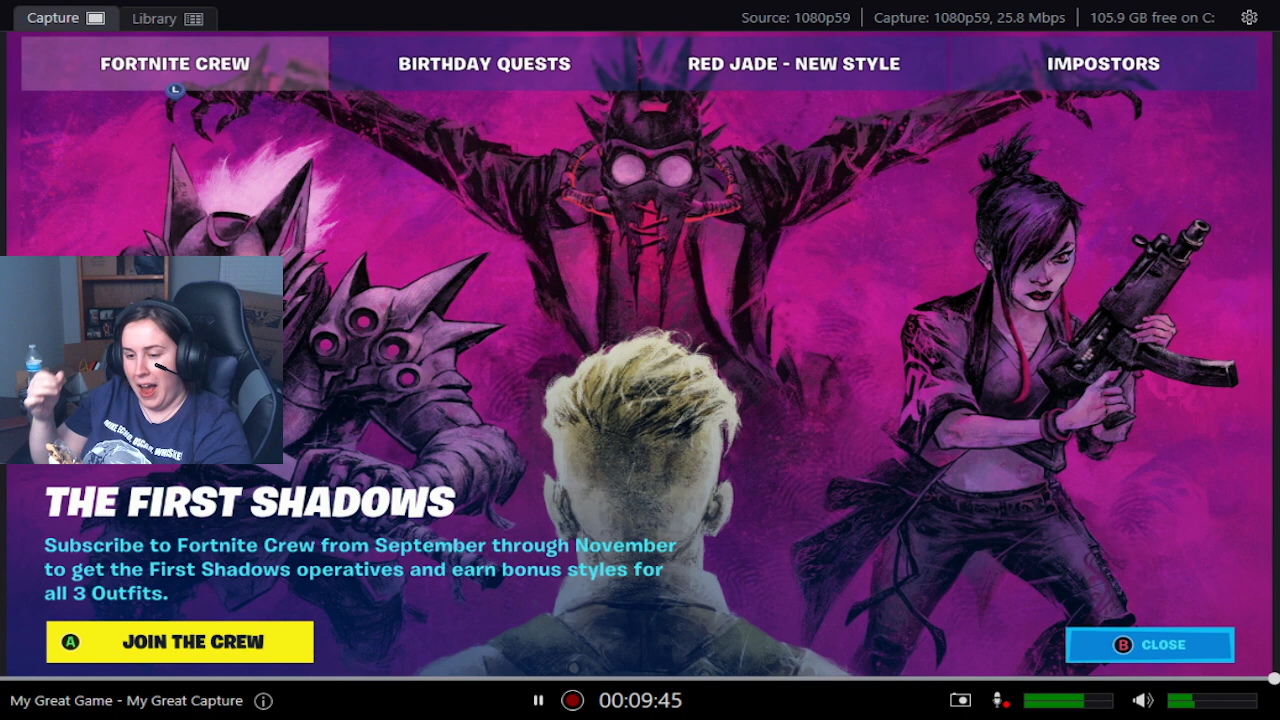 Capture
Library
Source: 1080p59
Capture: 1080p59, 25.8 Mbps
105.9 GB free on C:
FORTNITE CREW
BIRTHDAY QUESTS
RED JADE - NEW STYLE
IMPOSTORS
L
THE FIRST SHADOWS
Subscribe to Fortnite Crew from September through November
to get the First Shadows operatives and earn bonus styles for
all 3 Outfits.
A JOIN THE CREW
B CLOSE
My Great Game - My Great Capture
00:09:45